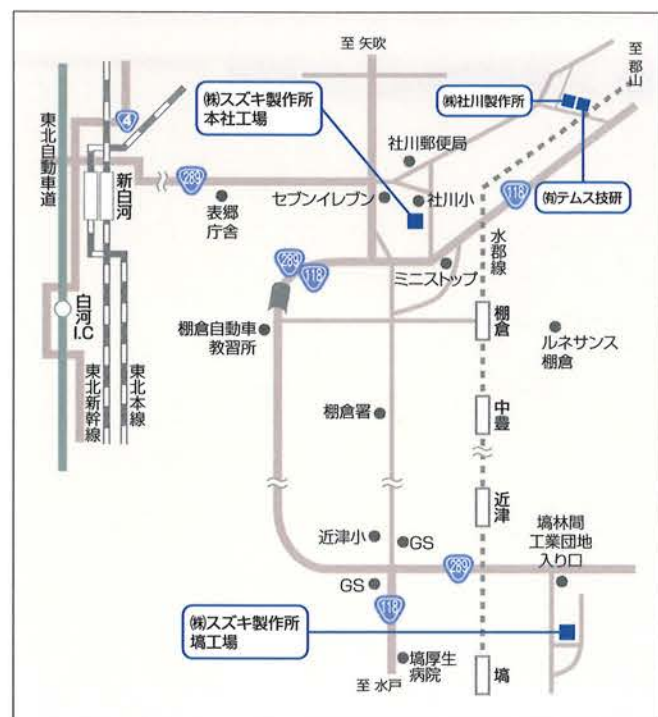 至 矢吹
至 郡山
㈱スズキ製作所
本社工場
㈱社川製作所
㈲テムス技研
東北自動車道
4
新白河
289
表郷
庁舎
社川郵便局
セブンイレブン
社川小
118
水郡線
289
118
ミニストップ
白河
I.C
棚倉自動車
教習所
棚倉
ルネサンス
棚倉
東北新幹線
東北本線
棚倉署
中豊
近津
近津小
GS
塙林間
工業団地
入り口
289
GS
118
㈱スズキ製作所
塙工場
塙厚生
病院
塙
至 水戸